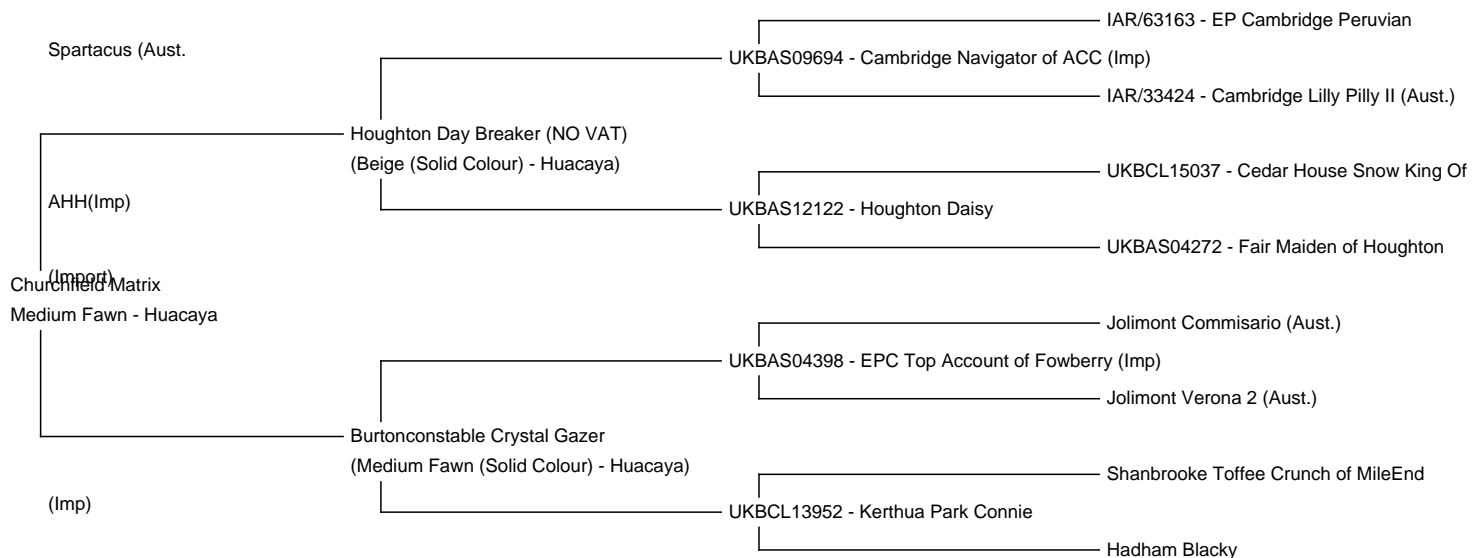 IAR/63163 - EP Cambridge Peruvian
Spartacus (Aust.
UKBAS09694 - Cambridge Navigator of ACC (Imp)
IAR/33424 - Cambridge Lilly Pilly II (Aust.)
Houghton Day Breaker (NO VAT)
(Beige (Solid Colour) - Huacaya)
UKBCL15037 - Cedar House Snow King Of
AHH(Imp)
UKBAS12122 - Houghton Daisy
UKBAS04272 - Fair Maiden of Houghton
(Import)
Churchfield Matrix
Medium Fawn - Huacaya
Jolimont Commisario (Aust.)
UKBAS04398 - EPC Top Account of Fowberry (Imp)
Jolimont Verona 2 (Aust.)
Burtonconstable Crystal Gazer
(Medium Fawn (Solid Colour) - Huacaya)
Shanbrooke Toffee Crunch of MileEnd
(Imp)
UKBCL13952 - Kerthua Park Connie
Hadham Blacky